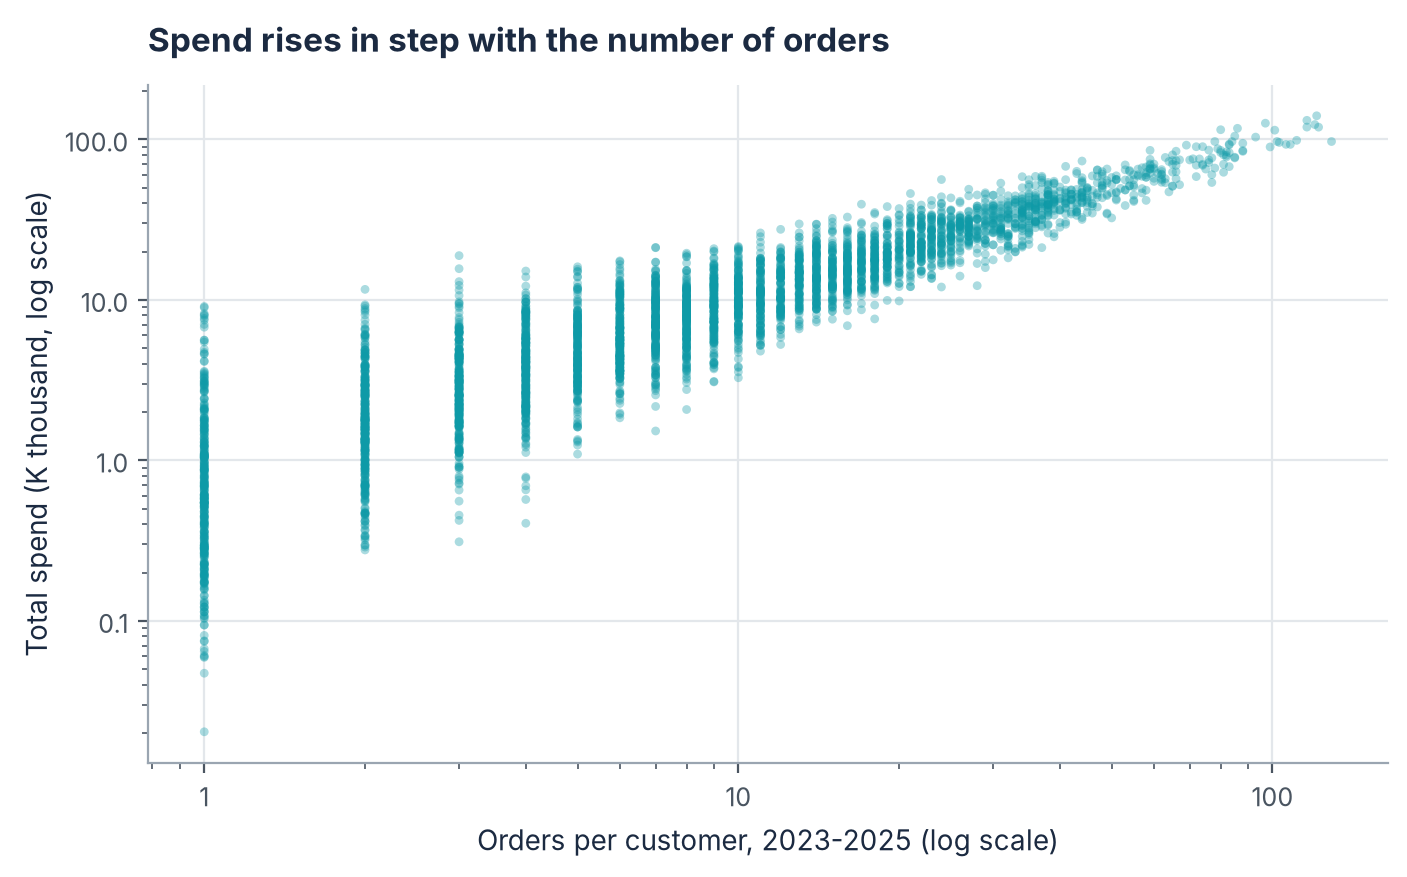 Spend rises in step with the number of orders
Total spend (K thousand, log scale)
100.0
10.0
1.0
0.1
1
10
100
Orders per customer, 2023-2025 (log scale)